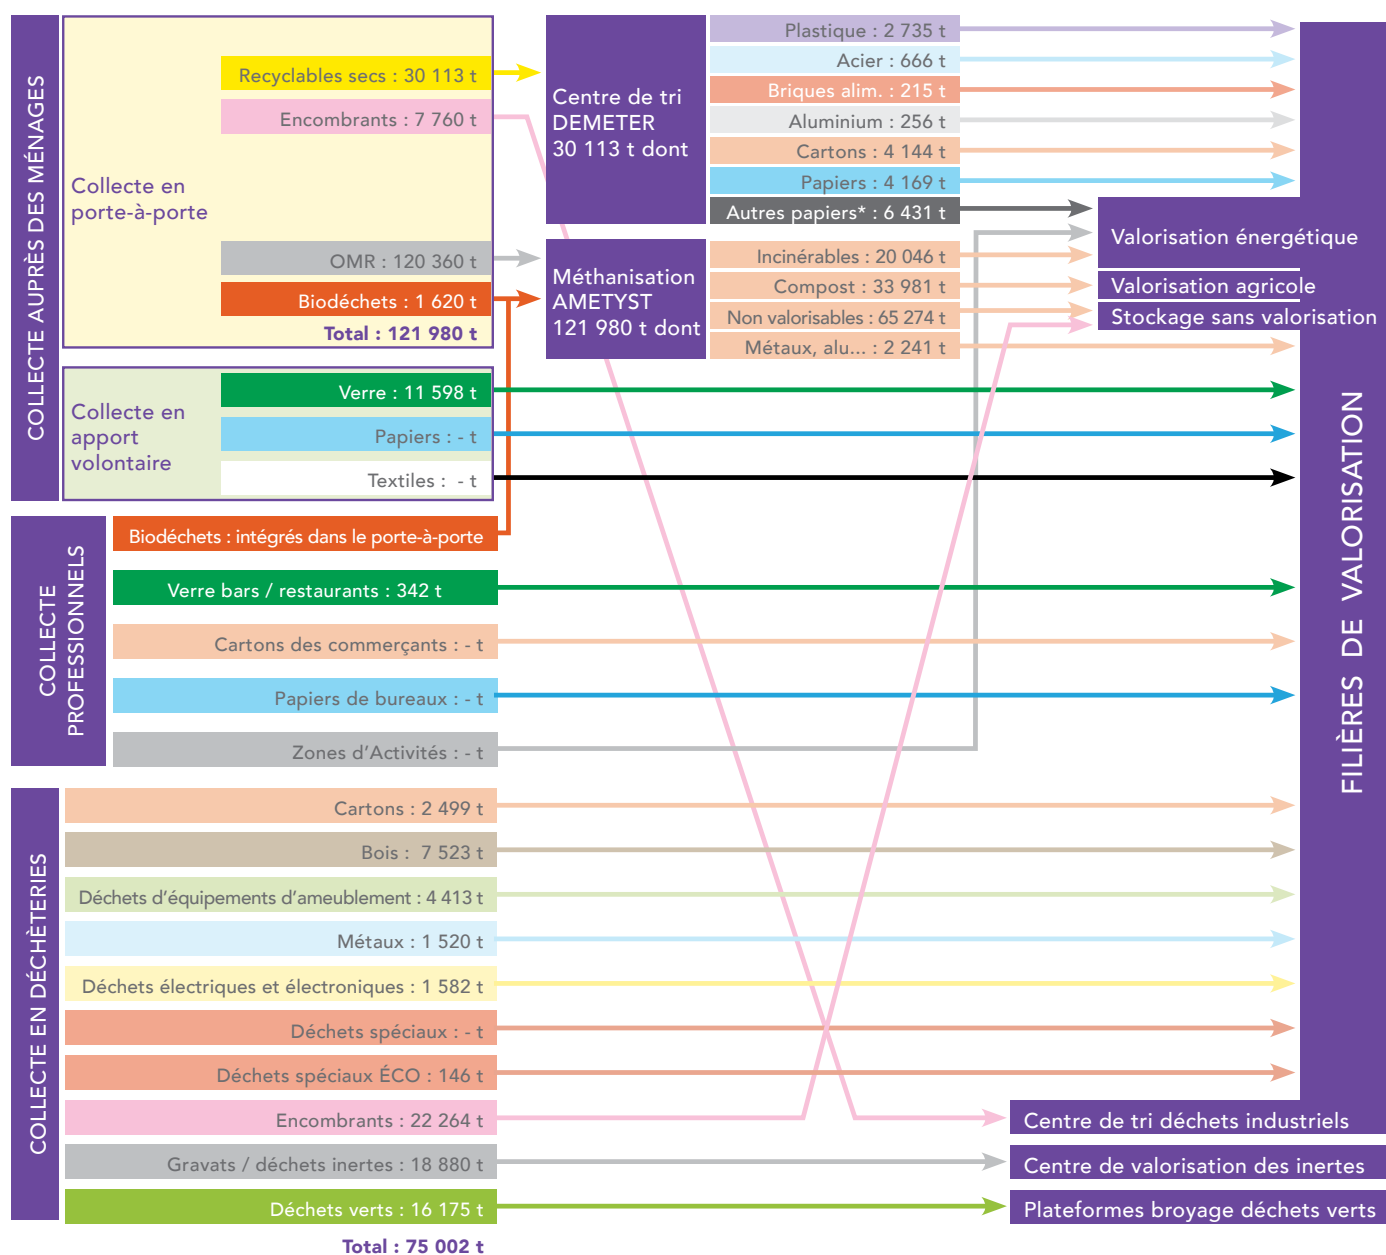 COLLECTE AUPRÈS DES MÉNAGES
Collecte en
porte-à-porte
Recyclables secs : 30 113 t
Encombrants : 7 760 t
OMR : 120 360 t
Biodéchets : 1 620 t
Total : 121 980 t
Collecte en
apport
volontaire
Verre : 11 598 t
Papiers : - t
Textiles : - t
Centre de tri
DEMETER
30 113 t dont
Plastique : 2 735 t
Acier : 666 t
Briques alim. : 215 t
Aluminium : 256 t
Cartons : 4 144 t
Papiers : 4 169 t
Autres papiers* : 6 431 t
Méthanisation
AMETYST
121 980 t dont
Incinérables : 20 046 t
Compost : 33 981 t
Non valorisables : 65 274 t
Métaux, alu... : 2 241 t
Valorisation énergétique
Valorisation agricole
Stockage sans valorisation
FILIÈRES DE VALORISATION
COLLECTE
PROFESSIONNELS
Biodéchets : intégrés dans le porte-à-porte
Verre bars / restaurants : 342 t
Cartons des commerçants : - t
Papiers de bureaux : - t
Zones d'Activités : - t
COLLECTE EN DÉCHÈTERIES
Cartons : 2 499 t
Bois : 7 523 t
Déchets d'équipements d'ameublement : 4 413 t
Métaux : 1 520 t
Déchets électriques et électroniques : 1 582 t
Déchets spéciaux : - t
Déchets spéciaux ÉCO : 146 t
Encombrants : 22 264 t
Gravats / déchets inertes : 18 880 t
Déchets verts : 16 175 t
Total : 75 002 t
Centre de tri déchets industriels
Centre de valorisation des inertes
Plateformes broyage déchets verts